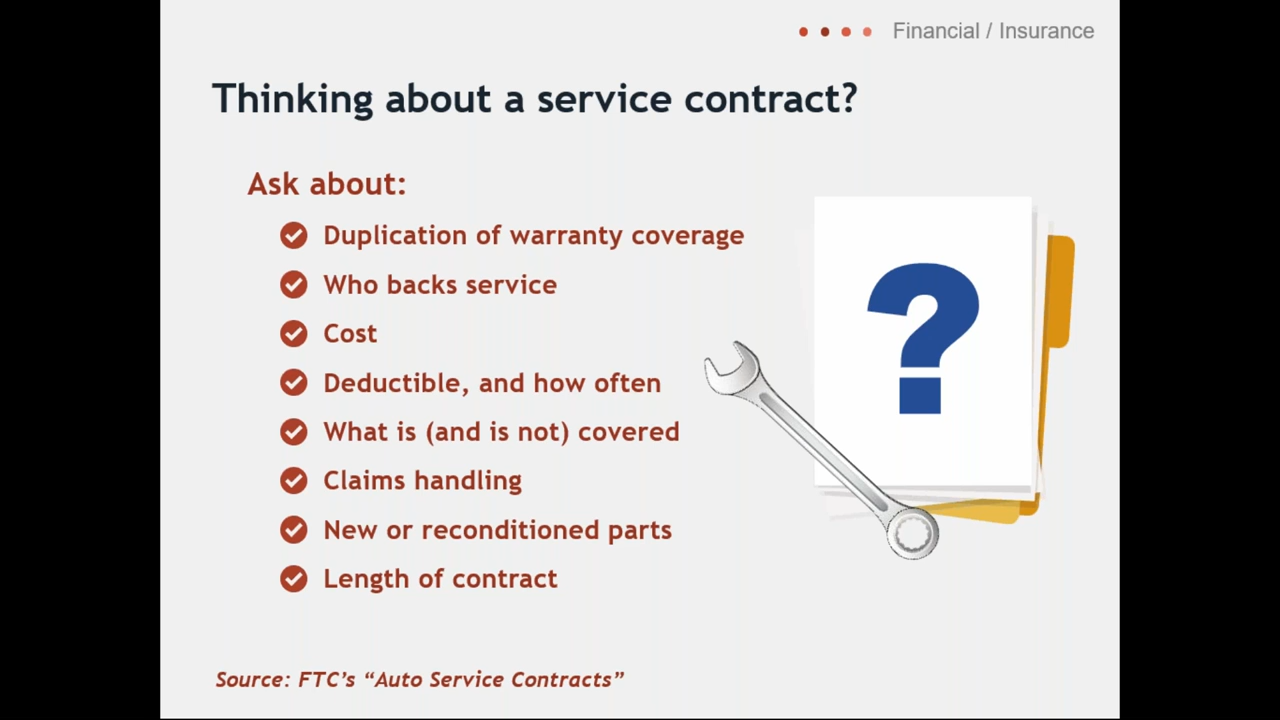 Financial / Insurance
Thinking about a service contract?
Ask about:
Duplication of warranty coverage
Who backs service
Cost
Deductible, and how often
What is (and is not) covered
Claims handling
New or reconditioned parts
Length of contract
?
Source: FTC's “Auto Service Contracts”